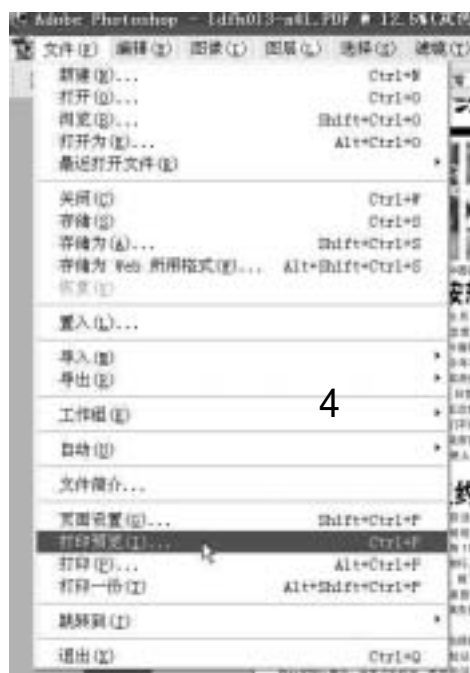 Adobe Photoshop - Ldfh013-a41.PDF @ 12.5%
文件(F) 编辑(E) 图像(I) 图层(L) 选择(S) 滤镜(T)
新建(N)... Ctrl+N
打开(O)... Ctrl+O
浏览(B)... Shift+Ctrl+O
打开为(K)... Alt+Ctrl+O
最近打开文件(R)
关闭(C) Ctrl+W
存储(S) Ctrl+S
存储为(A)... Shift+Ctrl+S
存储为 Web 所用格式(W)... Alt+Shift+Ctrl+S
恢复(V)
置入(L)...
导入(M)
导出(E)
4
工作组(K)
自动(U)
文件简介...
页面设置(G)... Shift+Ctrl+P
打印预览(I)... Ctrl+P
打印(P)... Alt+Ctrl+P
打印一份(Y) Alt+Shift+Ctrl+P
跳转到(J)
退出(X) Ctrl+Q